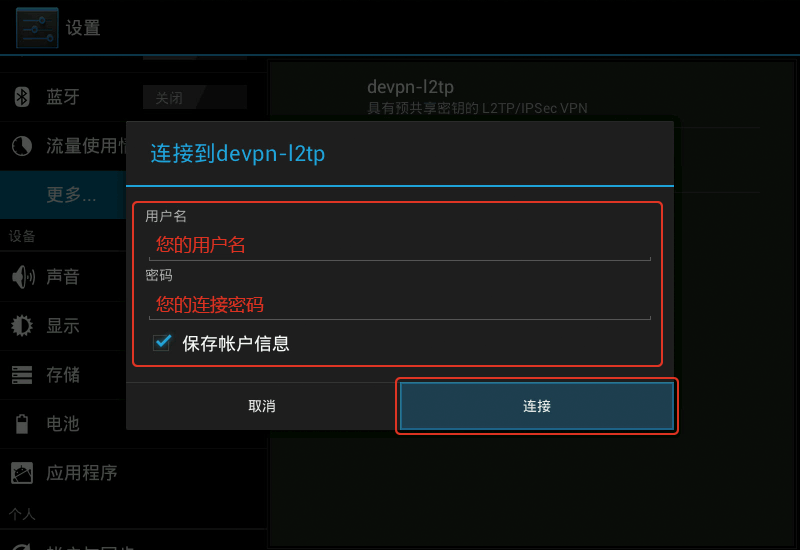 设置
蓝牙
关闭
流量使用情
更多...
设备
声音
显示
存储
电池
应用程序
个人
devpn-l2tp
具有预共享密钥的 L2TP/IPSec VPN
连接到devpn-l2tp
用户名
您的用户名
密码
您的连接密码
保存帐户信息
取消
连接